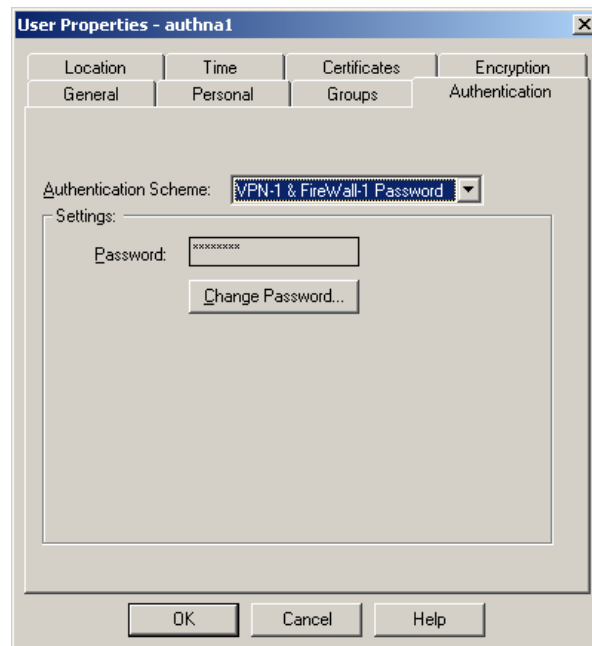 User Properties - authna1
Location Time Certificates Encryption
General Personal Groups Authentication
Authentication Scheme: VPN-1 & FireWall-1 Password
Settings:
Password: ********
Change Password...
OK Cancel Help